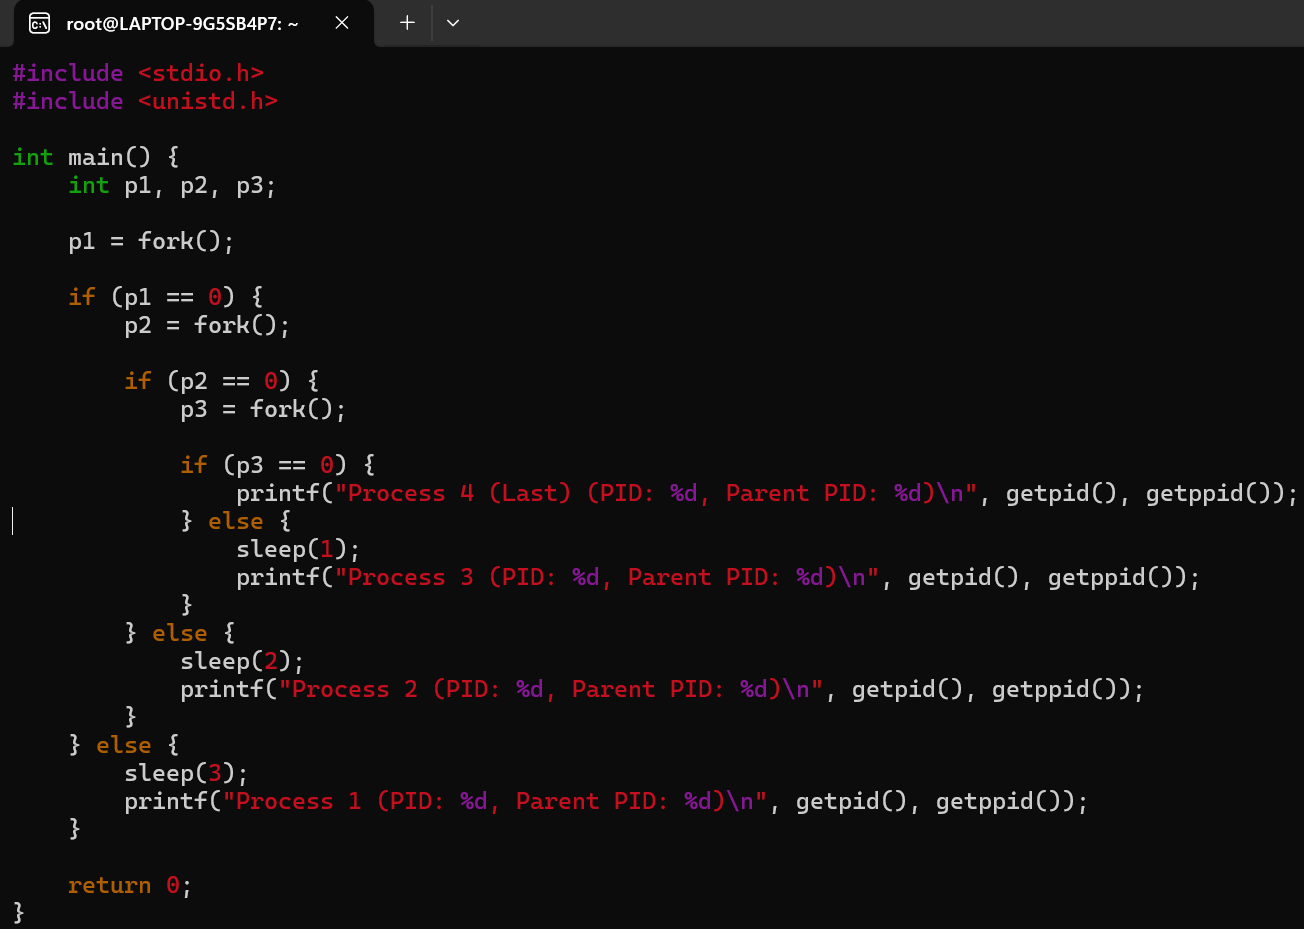 root@LAPTOP-9G5SB4P7: ~
#include <stdio.h>
#include <unistd.h>

int main() {
    int p1, p2, p3;

    p1 = fork();

    if (p1 == 0) {
        p2 = fork();

        if (p2 == 0) {
            p3 = fork();

            if (p3 == 0) {
                printf("Process 4 (Last) (PID: %d, Parent PID: %d)\n", getpid(), getppid());
            } else {
                sleep(1);
                printf("Process 3 (PID: %d, Parent PID: %d)\n", getpid(), getppid());
            }
        } else {
            sleep(2);
            printf("Process 2 (PID: %d, Parent PID: %d)\n", getpid(), getppid());
        }
    } else {
        sleep(3);
        printf("Process 1 (PID: %d, Parent PID: %d)\n", getpid(), getppid());
    }

    return 0;
}